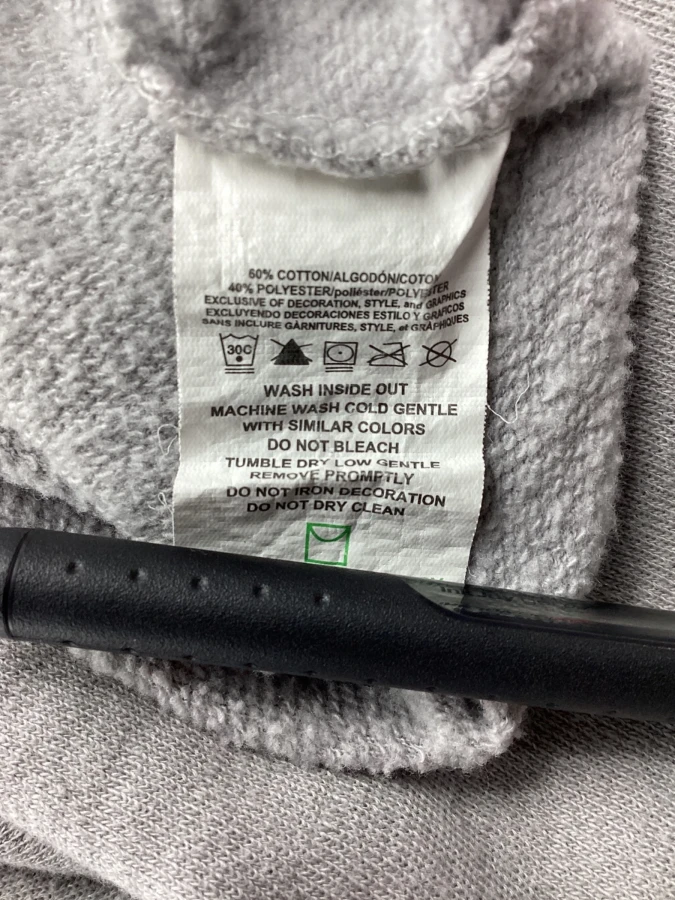 60% COTTON/ALGODÓN/COTON
40% POLYESTER/poliéster/POLYESTER
EXCLUSIVE OF DECORATION, STYLE, and GRAPHICS
EXCLUYENDO DECORACIONES ESTILO Y GRAFICOS
SANS INCLURE GARNITURES, STYLE, et GRAPHIQUES
30C
WASH INSIDE OUT
MACHINE WASH COLD GENTLE
WITH SIMILAR COLORS
DO NOT BLEACH
TUMBLE DRY LOW GENTLE
REMOVE PROMPTLY
DO NOT IRON DECORATION
DO NOT DRY CLEAN